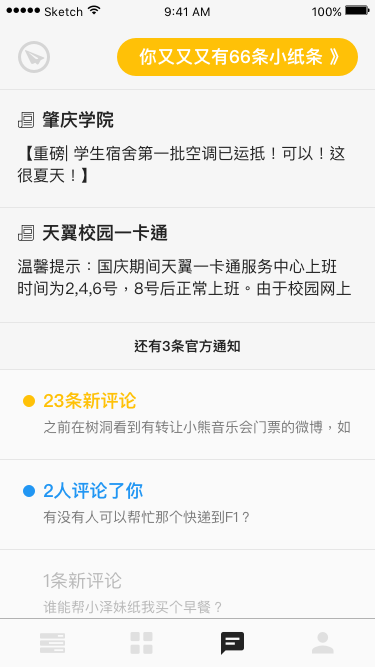 Sketch
9:41 AM
100%
你又又又有66条小纸条 》
肇庆学院
【重磅| 学生宿舍第一批空调已运抵！可以！这
很夏天！】
天翼校园一卡通
温馨提示：国庆期间天翼一卡通服务中心上班
时间为2,4,6号，8号后正常上班。由于校园网上
还有3条官方通知
23条新评论
之前在树洞看到有转让小熊音乐会门票的微博，如
2人评论了你
有没有人可以帮忙那个快递到F1？
1条新评论
谁能帮小泽妹纸我买个早餐？